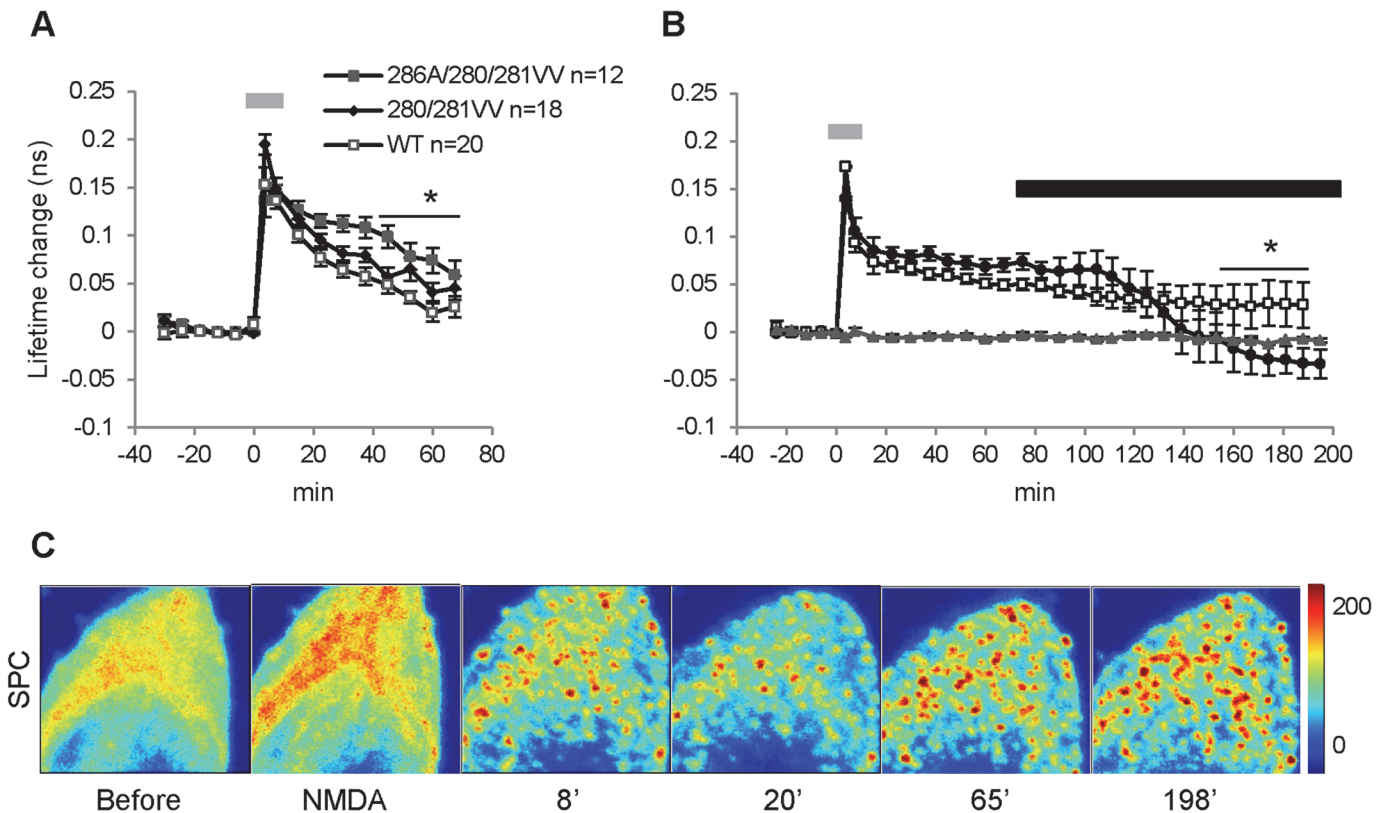 A
B
286A/280/281VV n=12
280/281VV n=18
WT n=20
Lifetime change (ns)
0.25
0.2
0.15
0.1
0.05
0
-0.05
-0.1
*
-40 -20 0 20 40 60 80
min
0.25
0.2
0.15
0.1
0.05
0
-0.05
-0.1
*
-40 -20 0 20 40 60 80 100 120 140 160 180 200
min
C
SPC
200
0
Before NMDA 8’ 20’ 65’ 198’